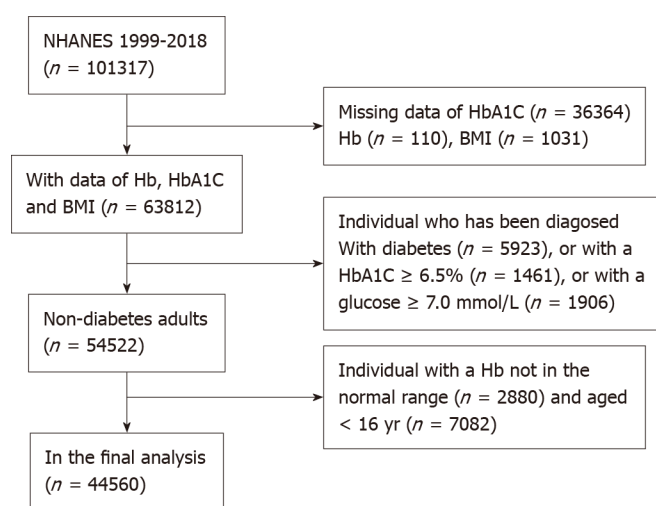 NHANES 1999-2018
(n = 101317)
Missing data of HbA1C (n = 36364)
Hb (n = 110), BMI (n = 1031)
With data of Hb, HbA1C
and BMI (n = 63812)
Individual who has been diagosed
With diabetes (n = 5923), or with a
HbA1C ≥ 6.5% (n = 1461), or with a
glucose ≥ 7.0 mmol/L (n = 1906)
Non-diabetes adults
(n = 54522)
Individual with a Hb not in the
normal range (n = 2880) and aged
< 16 yr (n = 7082)
In the final analysis
(n = 44560)